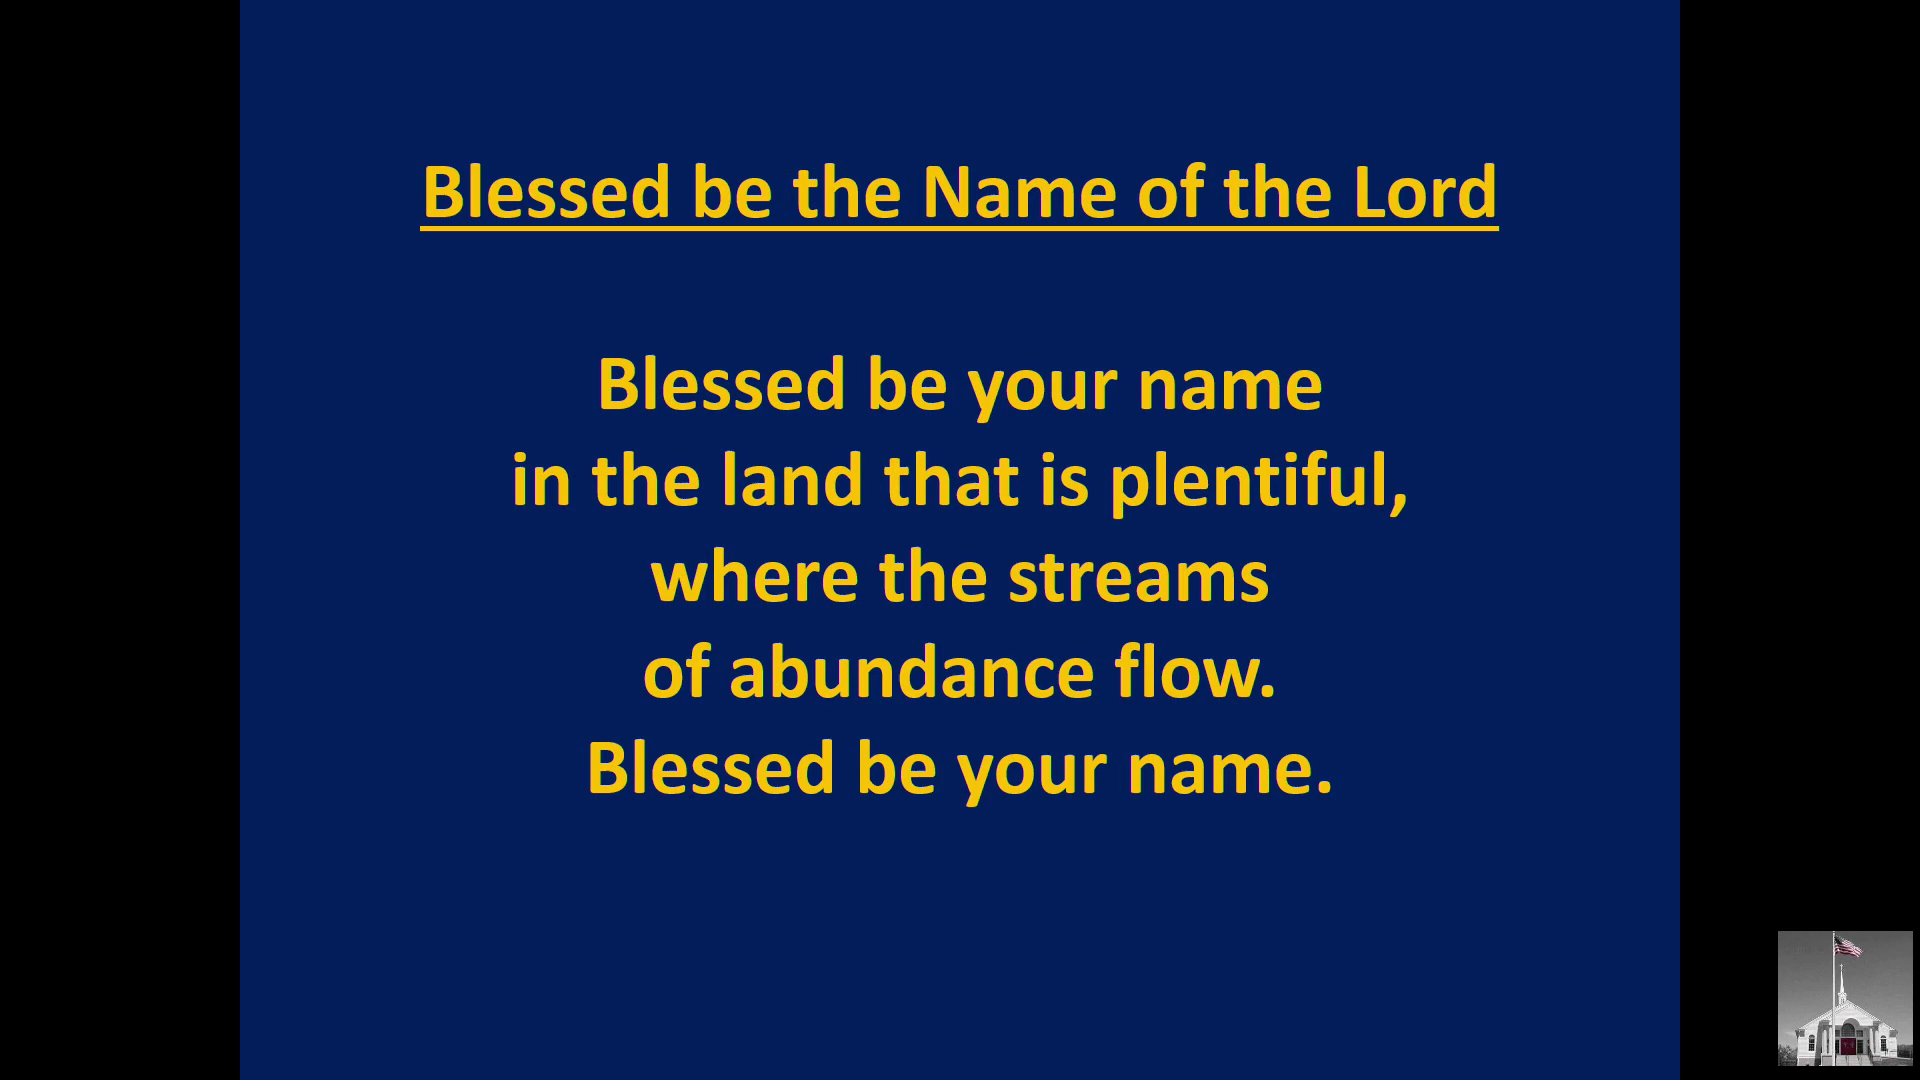 Blessed be the Name of the Lord
Blessed be your name
in the land that is plentiful,
where the streams
of abundance flow.
Blessed be your name.